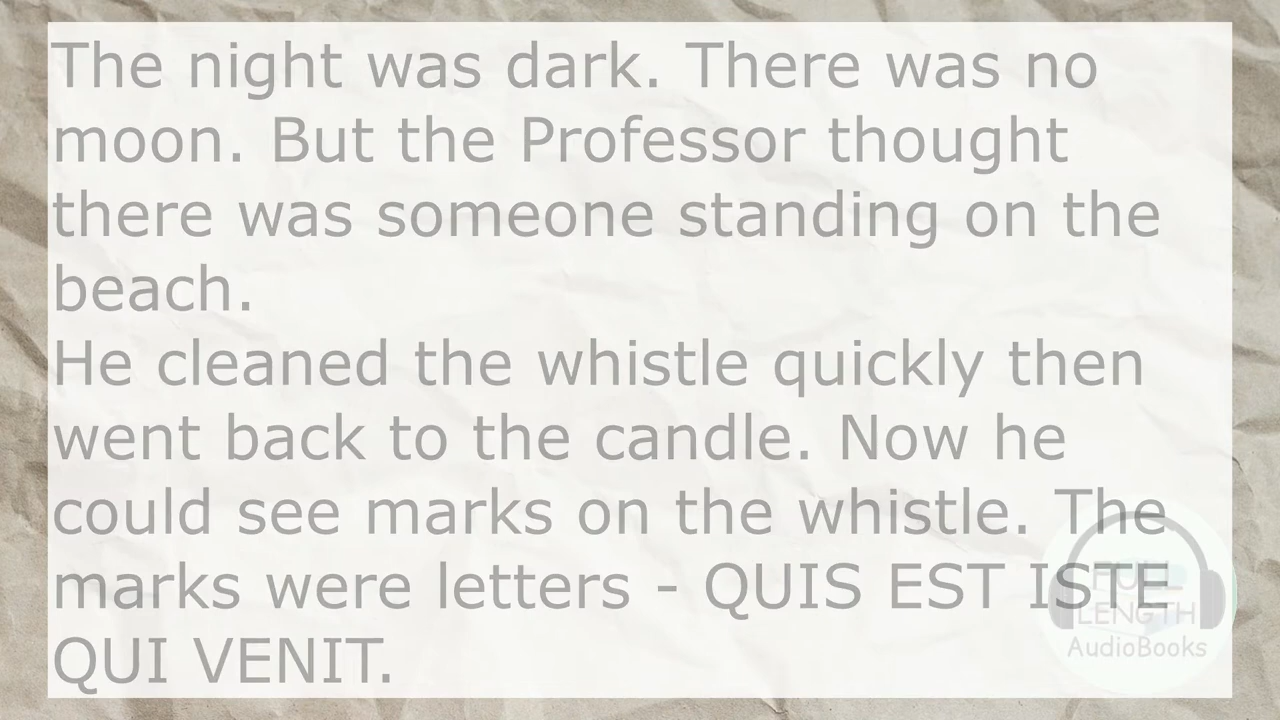 The night was dark. There was no
moon. But the Professor thought
there was someone standing on the
beach.
He cleaned the whistle quickly then
went back to the candle. Now he
could see marks on the whistle. The
marks were letters - QUIS EST ISTE
QUI VENIT.
FULL
LENGTH
AudioBooks